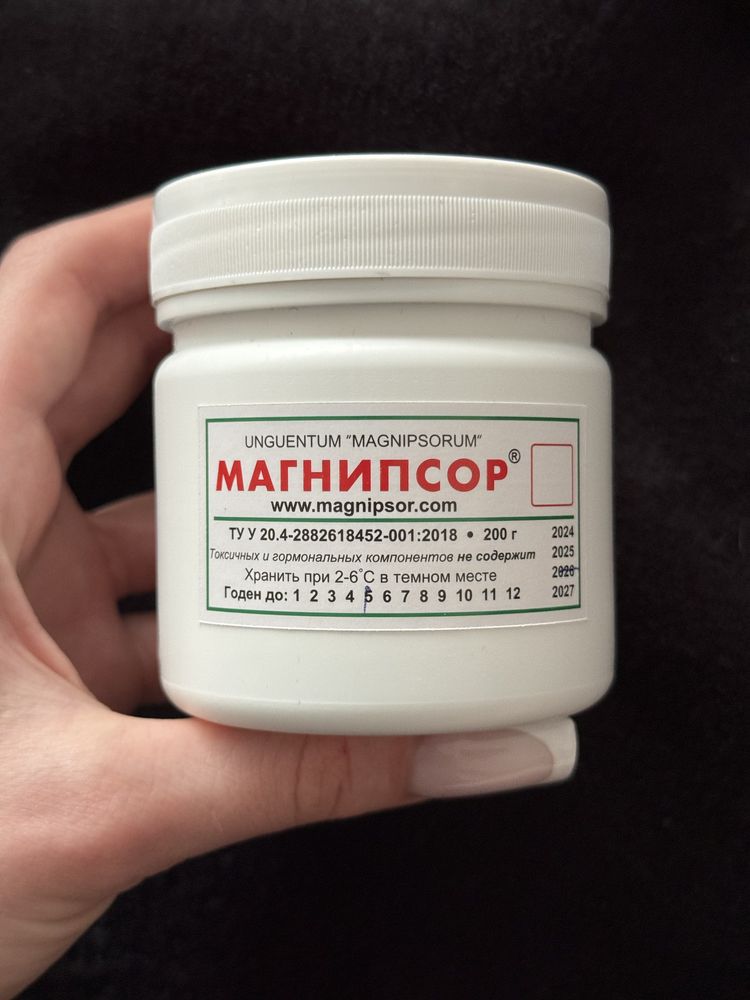 UNGUENTUM "MAGNIPSORUM"
МАГНИПСОР®
www.magnipsor.com
ТУ У 20.4-2882618452-001:2018 • 200 г
Токсичных и гормональных компонентов не содержит
Хранить при 2-6°С в темном месте
Годен до: 1 2 3 4 5 6 7 8 9 10 11 12
2024
2025
2026
2027